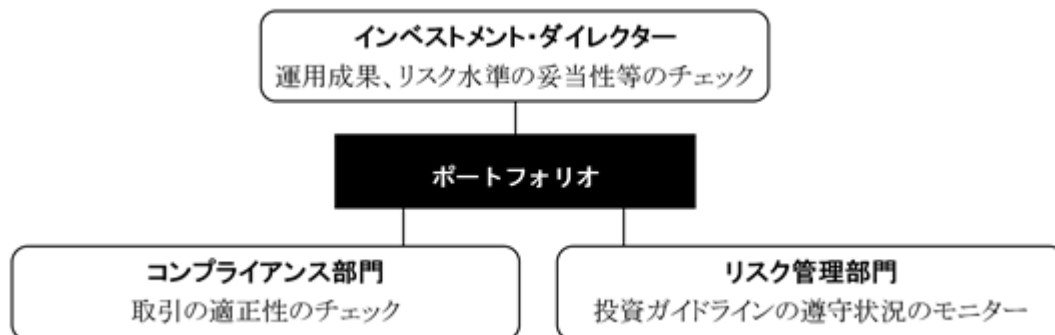 インベストメント・ダイレクター
運用成果、リスク水準の妥当性等のチェック
ポートフォリオ
コンプライアンス部門
取引の適正性のチェック
リスク管理部門
投資ガイドラインの遵守状況のモニター